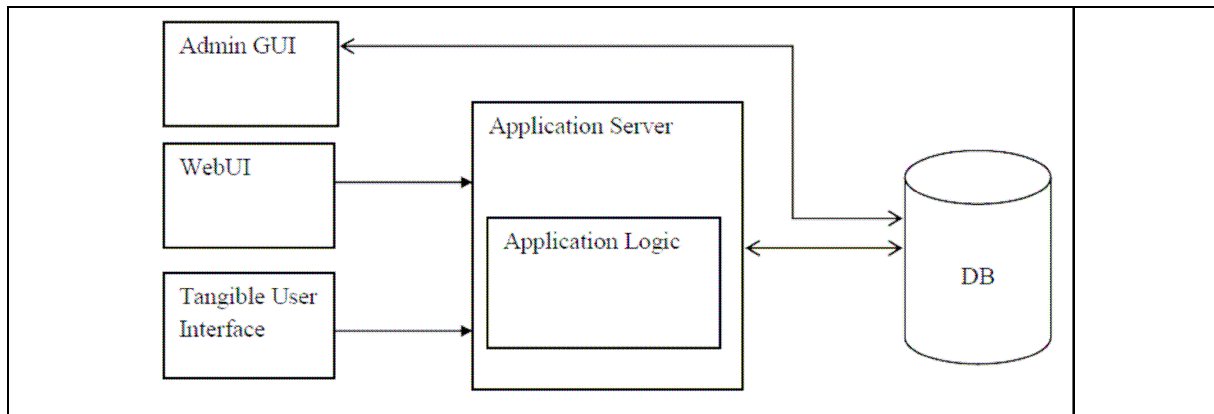 Admin GUI
Application Server
WebUI
Application Logic
Tangible User
Interface
DB